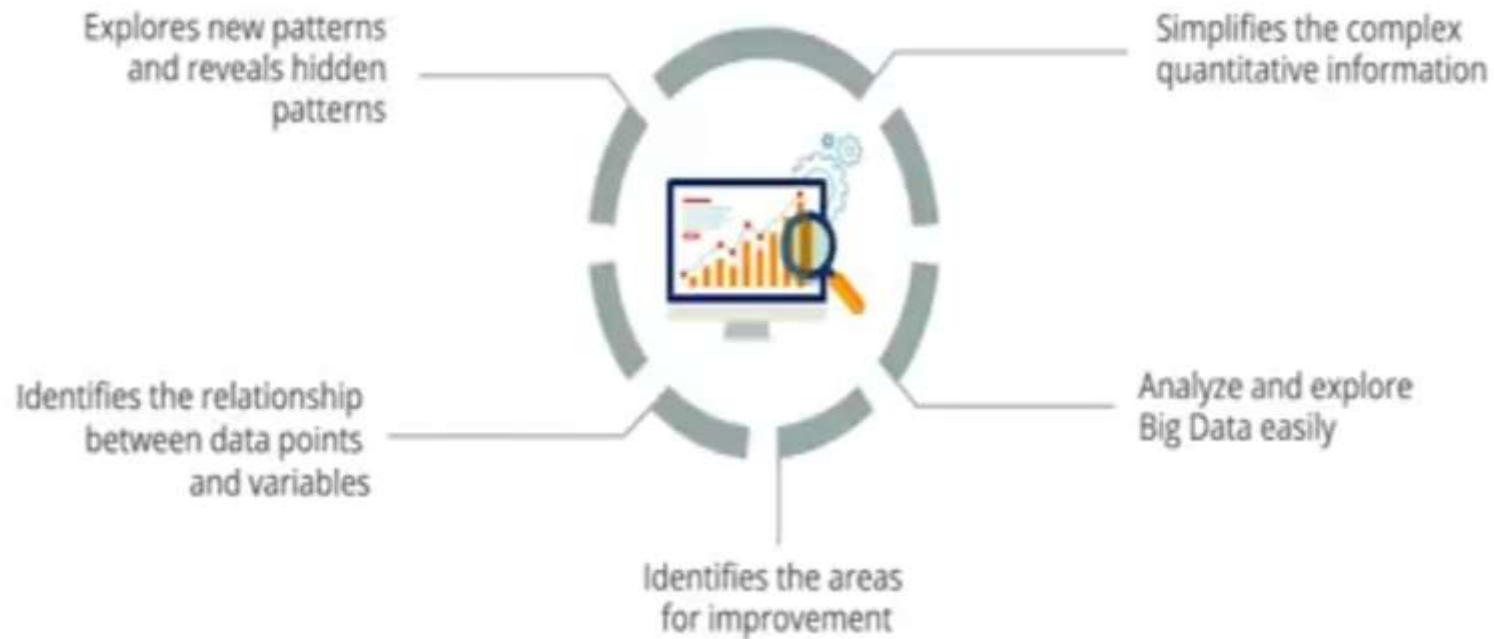 Explores new patterns
and reveals hidden
patterns
Simplifies the complex
quantitative information
Identifies the relationship
between data points
and variables
Analyze and explore
Big Data easily
Identifies the areas
for improvement